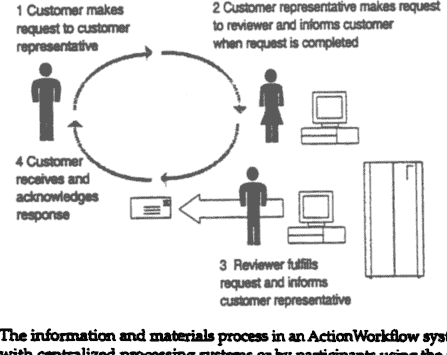 1 Customer makes
request to customer
representative
2 Customer representative makes request
to reviewer and informs customer
when request is completed
4 Customer
receives and
acknowledges
response
3 Reviewer fulfills
request and informs
customer representative
The information and materials process in an ActionWorkflow sys
with centralized processing systems or by participants using the